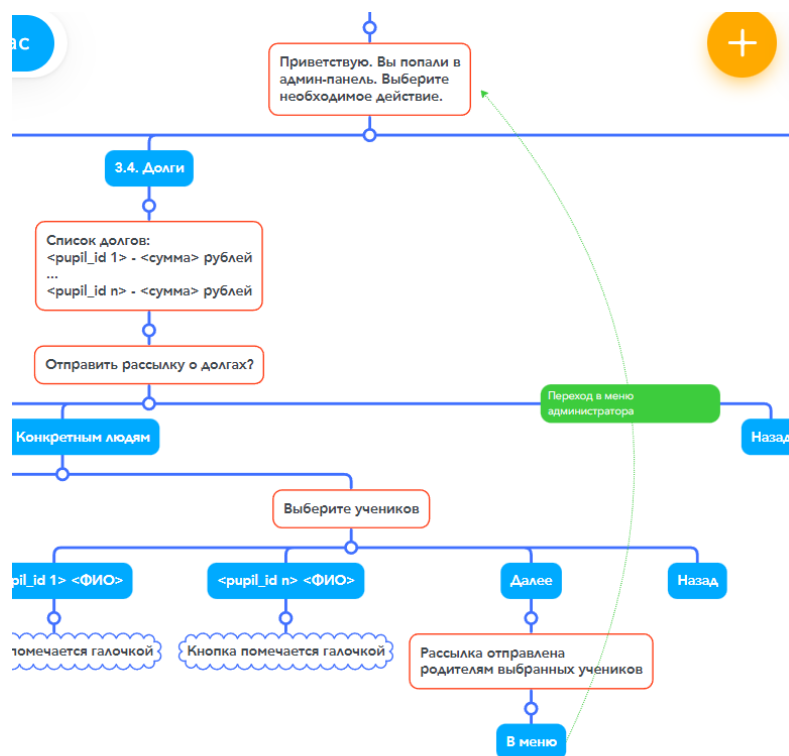 ас
Приветствую. Вы попали в
админ-панель. Выберите
необходимое действие.
3.4. Долги
Список долгов:
<pupil_id 1> - <сумма> рублей
...
<pupil_id n> - <сумма> рублей
Отправить рассылку о долгах?
Переход в меню
администратора
Конкретным людям
Назад
Выберите учеников
pil_id 1> <ФИО>
<pupil_id n> <ФИО>
Далее
Назад
помечается галочкой
Кнопка помечается галочкой
Рассылка отправлена
родителям выбранных учеников
В меню